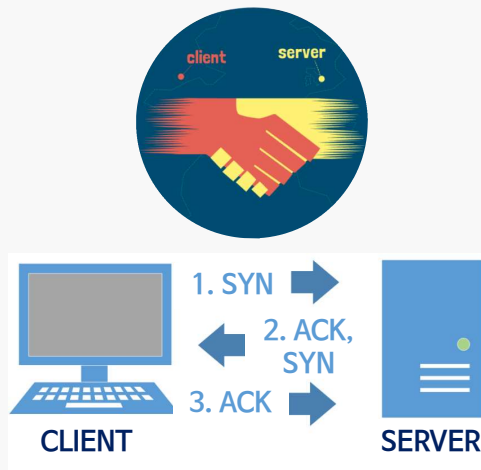 client server
1. SYN
2. ACK,
SYN
3. ACK
CLIENT SERVER